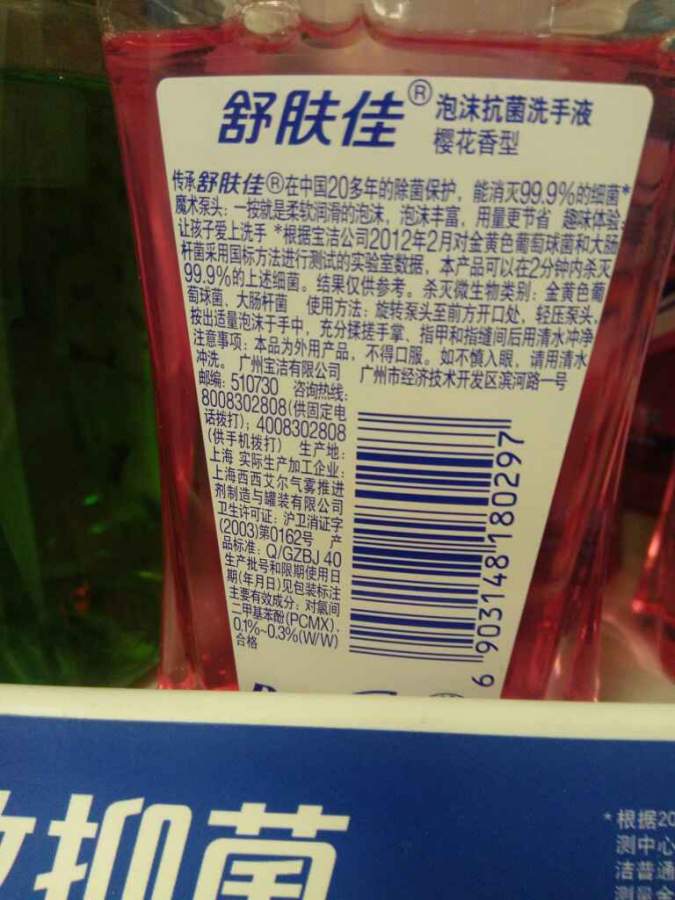 舒肤佳® 泡沫抗菌洗手液
樱花香型
传承舒肤佳®在中国20多年的除菌保护，能消灭99.9%的细菌*
魔术泵头：一按就是柔软润滑的泡沫，泡沫丰富，用量更节省 趣味体验：
让孩子爱上洗手 *根据宝洁公司2012年2月对金黄色葡萄球菌和大肠
杆菌采用国标方法进行测试的实验室数据，本产品可以在2分钟内杀灭
99.9%的上述细菌。结果仅供参考。杀灭微生物类别：金黄色葡
萄球菌、大肠杆菌 使用方法：旋转泵头至前方开口处，轻压泵头，
按出适量泡沫于手中，充分揉搓手掌、指甲和指缝间后用清水冲净
注意事项：本品为外用产品，不得口服。如不慎入眼，请用清水
冲洗。 广州宝洁有限公司 广州市经济技术开发区滨河路一号
邮编：510730 咨询热线：
8008302808(供固定电
话拨打)；4008302808
(供手机拨打) 生产地：
上海 实际生产加工企业：
上海西西艾尔气雾推进
剂制造与罐装有限公司
卫生许可证：沪卫消证字
(2003)第0162号 产
品标准：Q/GZBJ 40
生产批号和限期使用日
期(年月日)见包装标注
主要有效成分：对氯间
二甲基苯酚(PCMX)，
0.1%~0.3%(W/W)
合格
6 903148 180297
抑菌
*根据20
测中心
洁普通
测量金